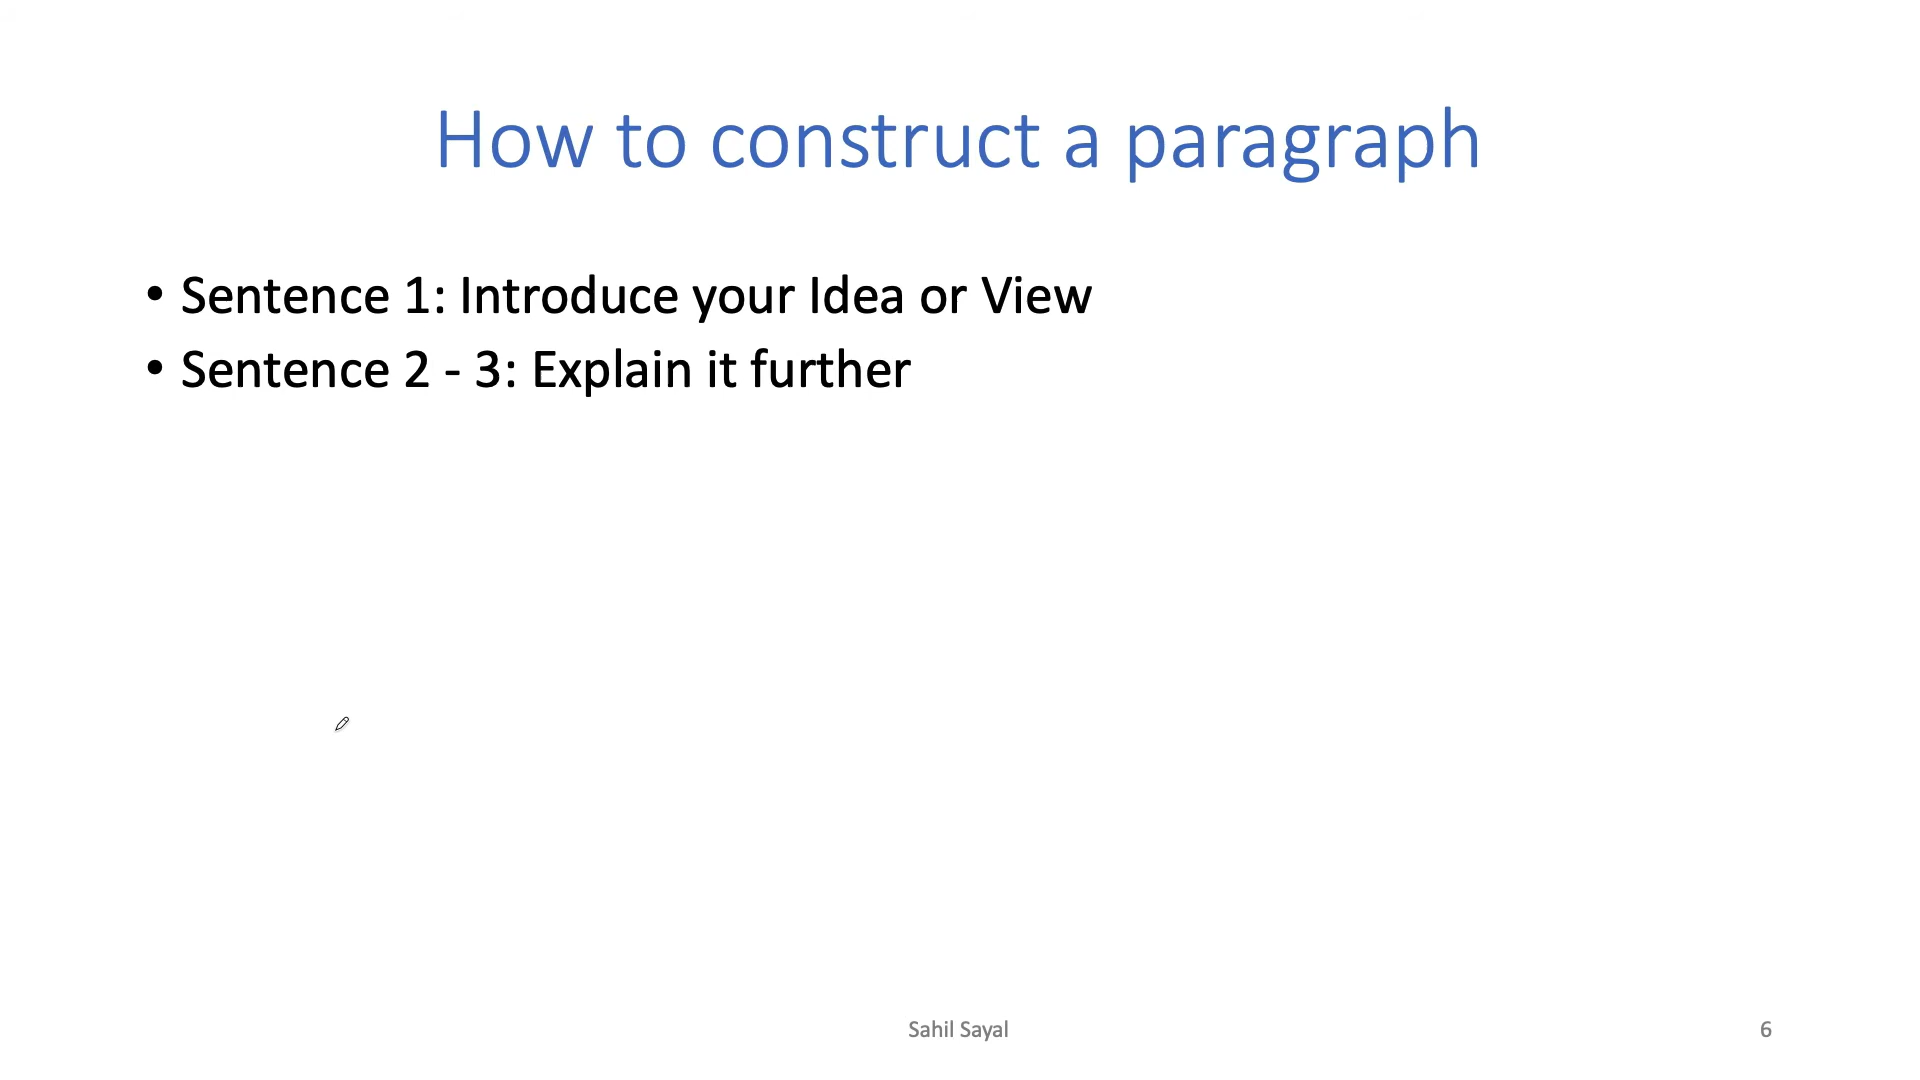 How to construct a paragraph
• Sentence 1: Introduce your Idea or View
• Sentence 2 - 3: Explain it further
Sahil Sayal
6